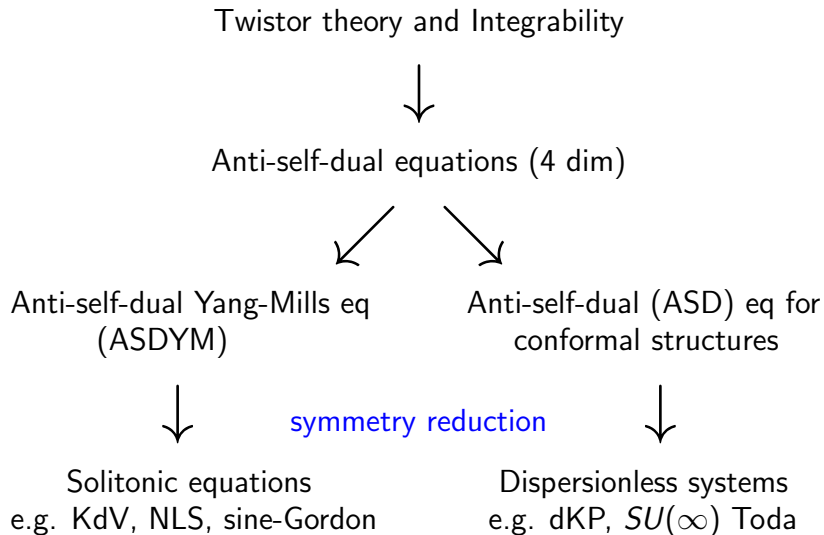 Twistor theory and Integrability
Anti-self-dual equations (4 dim)
Anti-self-dual Yang-Mills eq
(ASDYM)
Anti-self-dual (ASD) eq for
conformal structures
symmetry reduction
Solitonic equations
e.g. KdV, NLS, sine-Gordon
Dispersionless systems
e.g. dKP, SU(∞) Toda